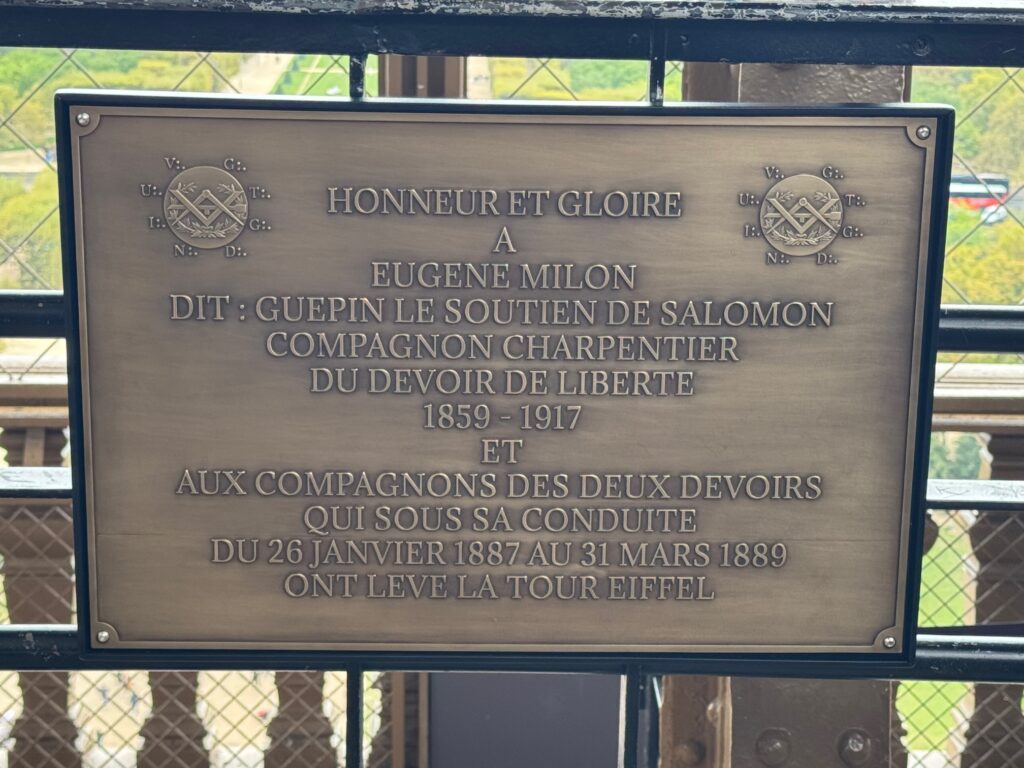 V∴ G∴
U∴ T∴
I∴ G∴
N∴ D∴
HONNEUR ET GLOIRE
A
EUGENE MILON
DIT : GUEPIN LE SOUTIEN DE SALOMON
COMPAGNON CHARPENTIER
DU DEVOIR DE LIBERTE
1859 - 1917
ET
AUX COMPAGNONS DES DEUX DEVOIRS
QUI SOUS SA CONDUITE
DU 26 JANVIER 1887 AU 31 MARS 1889
ONT LEVE LA TOUR EIFFEL
V∴ G∴
U∴ T∴
I∴ G∴
N∴ D∴